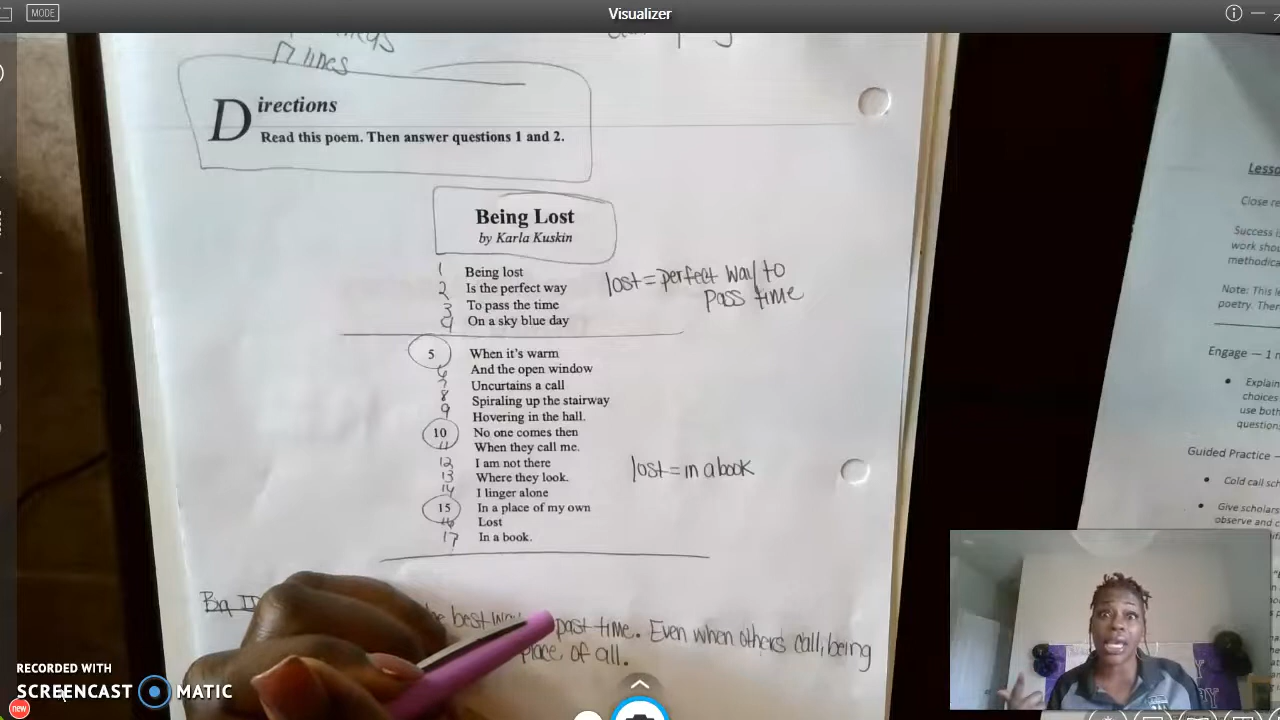 MODE
Visualizer
17 lines
Directions
Read this poem. Then answer questions 1 and 2.
Being Lost
by Karla Kuskin
1 Being lost
2 Is the perfect way
3 To pass the time
4 On a sky blue day
lost = perfect way to
pass time
5 When it's warm
6 And the open window
7 Uncurtains a call
8 Spiraling up the stairway
9 Hovering in the hall.
10 No one comes then
11 When they call me.
12 I am not there
13 Where they look.
14 I linger alone
15 In a place of my own
16 Lost
17 In a book.
lost = in a book
best way
past time. Even when others call, being
place of all.
Close re
Success i
work shou
methodica
Note: This le
poetry. Ther
Engage — 1 n
Explain
choices
use both
question
Guided Practice –
Cold call sch
Give scholars
observe and c
RECORDED WITH
SCREENCAST MATIC
new